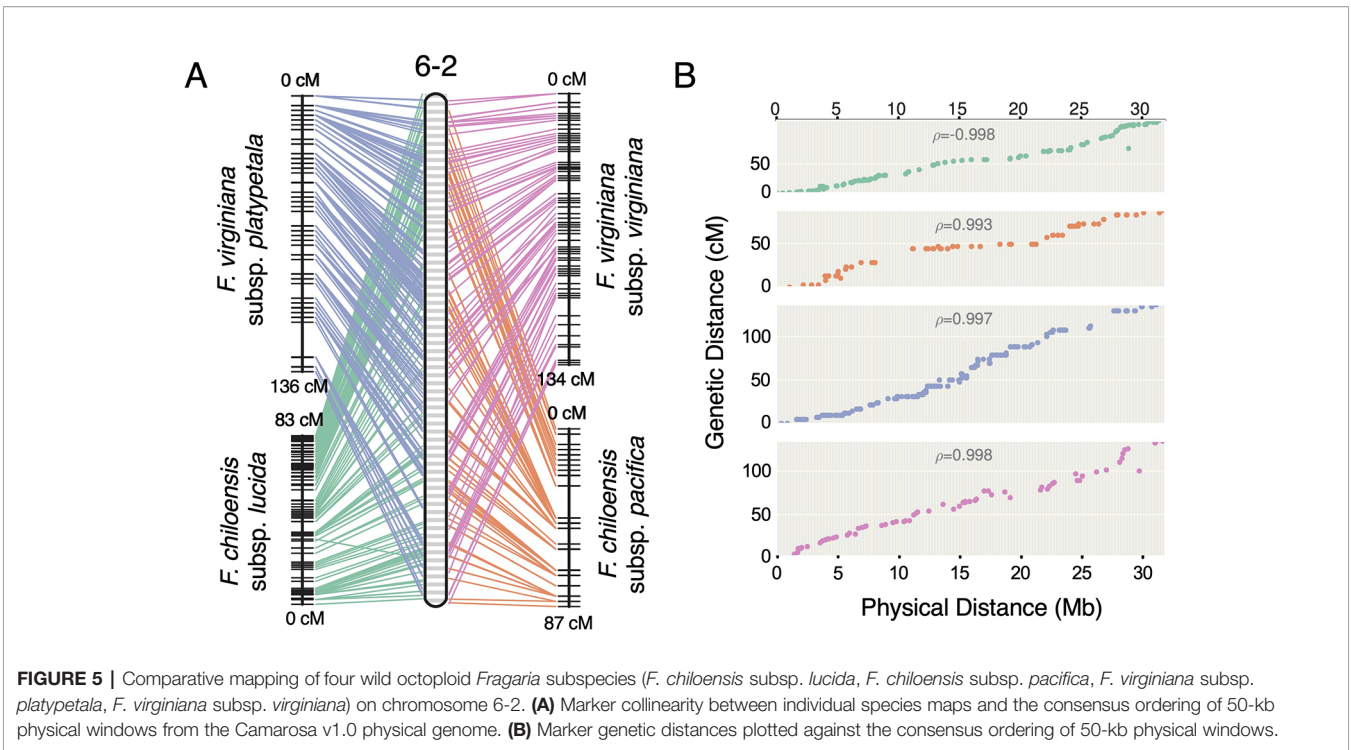 A
6-2
0 cM
0 cM
F. virginiana
subsp. platypetala
F. virginiana
subsp. virginiana
136 cM
134 cM
83 cM
0 cM
F. chiloensis
subsp. lucida
F. chiloensis
subsp. pacifica
0 cM
87 cM
B
0 5 10 15 20 25 30
ρ=-0.998
50
0
ρ=0.993
50
0
ρ=0.997
100
50
0
ρ=0.998
100
50
0
Genetic Distance (cM)
0 5 10 15 20 25 30
Physical Distance (Mb)
FIGURE 5 | Comparative mapping of four wild octoploid Fragaria subspecies (F. chiloensis subsp. lucida, F. chiloensis subsp. pacifica, F. virginiana subsp.
platypetala, F. virginiana subsp. virginiana) on chromosome 6-2. (A) Marker collinearity between individual species maps and the consensus ordering of 50-kb
physical windows from the Camarosa v1.0 physical genome. (B) Marker genetic distances plotted against the consensus ordering of 50-kb physical windows.